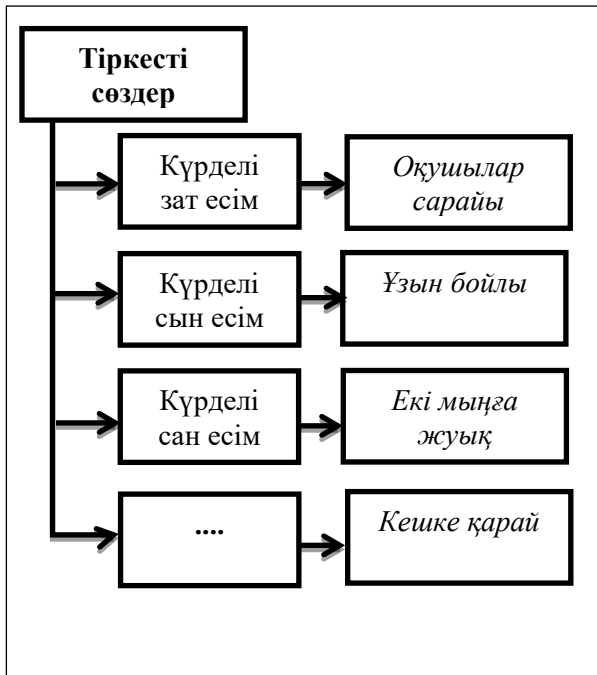 Тіркесті
сөздер
Күрделі
зат есім
Оқушылар
сарайы
Күрделі
сын есім
Ұзын бойлы
Күрделі
сан есім
Екі мыңға
жуық
....
Кешке қарай